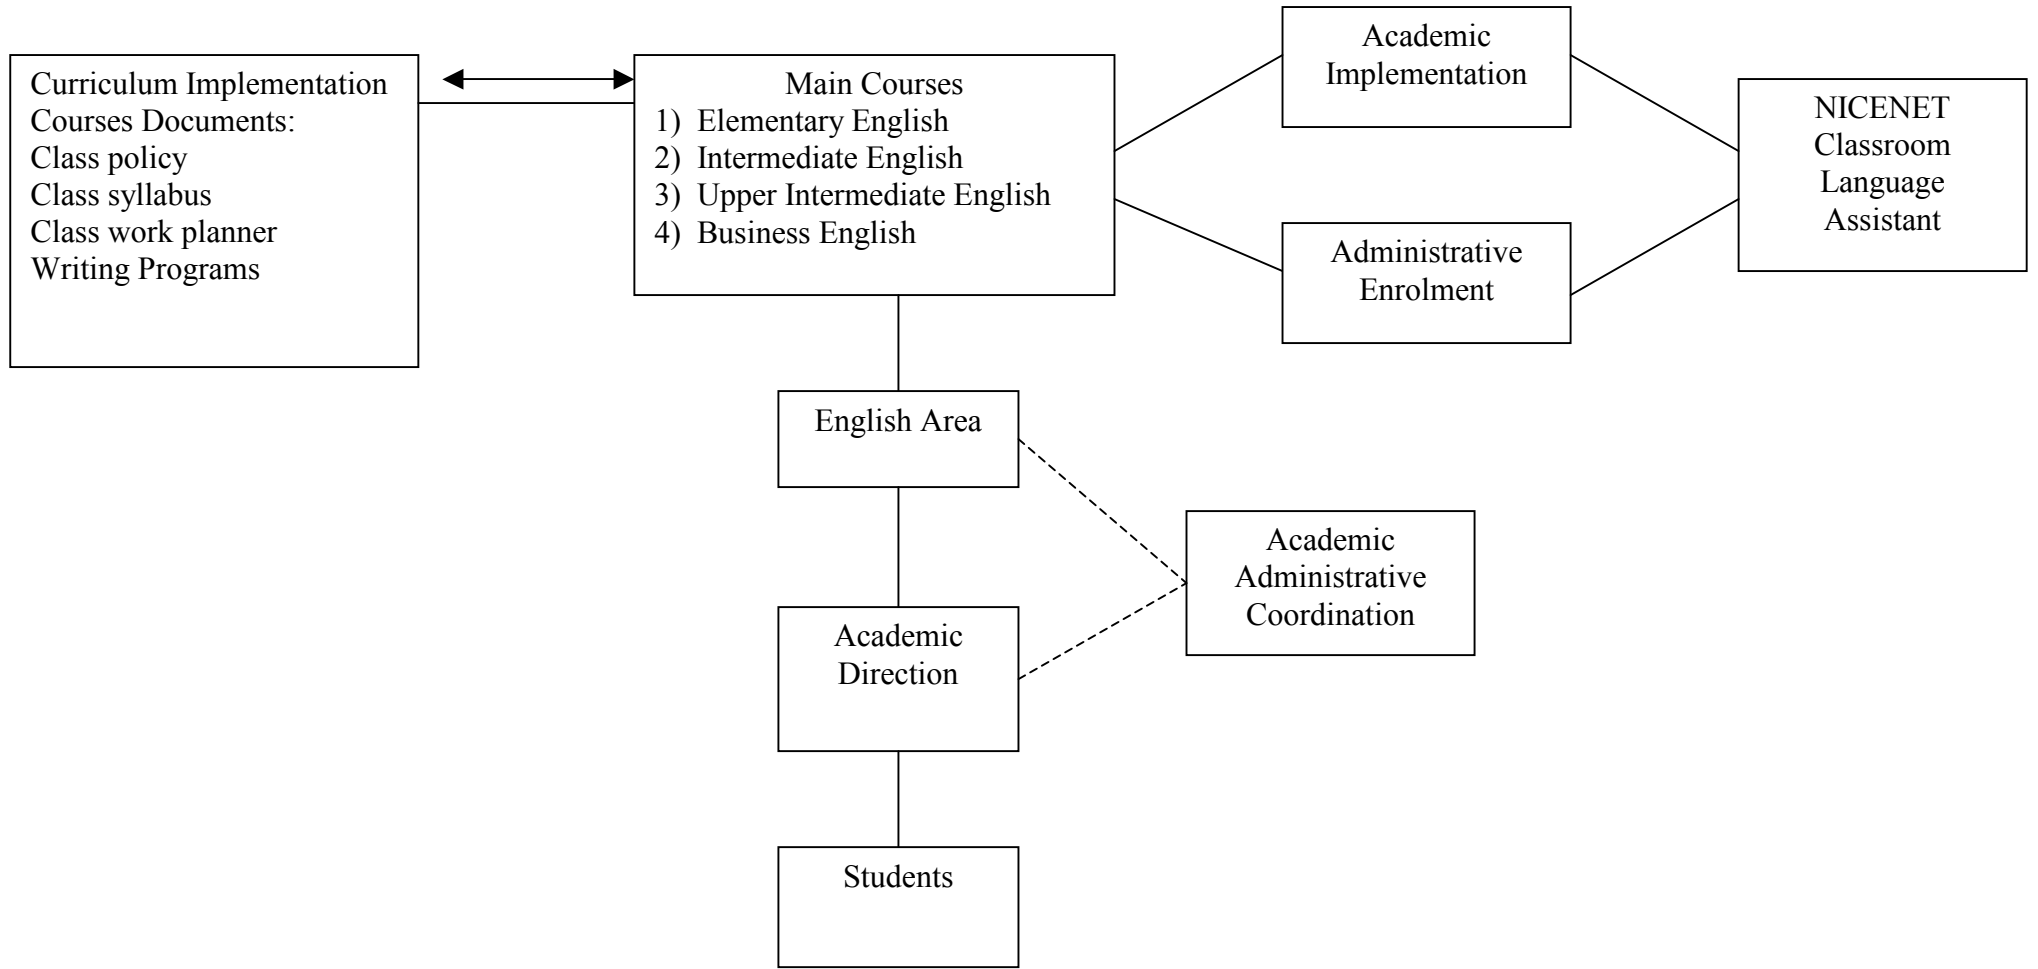 Curriculum Implementation
Courses Documents:
Class policy
Class syllabus
Class work planner
Writing Programs
Main Courses
1) Elementary English
2) Intermediate English
3) Upper Intermediate English
4) Business English
Academic
Implementation
Administrative
Enrolment
NICENET
Classroom
Language
Assistant
English Area
Academic
Administrative
Coordination
Academic
Direction
Students